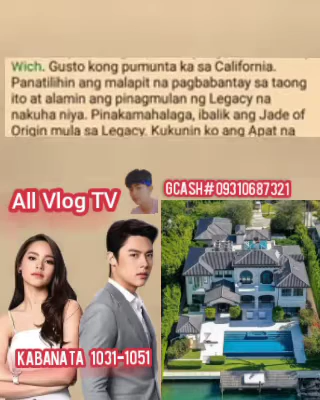 Wich. Gusto kong pumunta ka sa California.
Panatilihin ang malapit na pagbabantay sa taong
ito at alamin ang pinagmulan ng Legacy na
nakuha niya. Pinakamahalaga, ibalik ang Jade of
Origin mula sa Legacy. Kukunin ko ang Apat na
All Vlog TV
GCASH# 09310687321
KABANATA 1031-1051